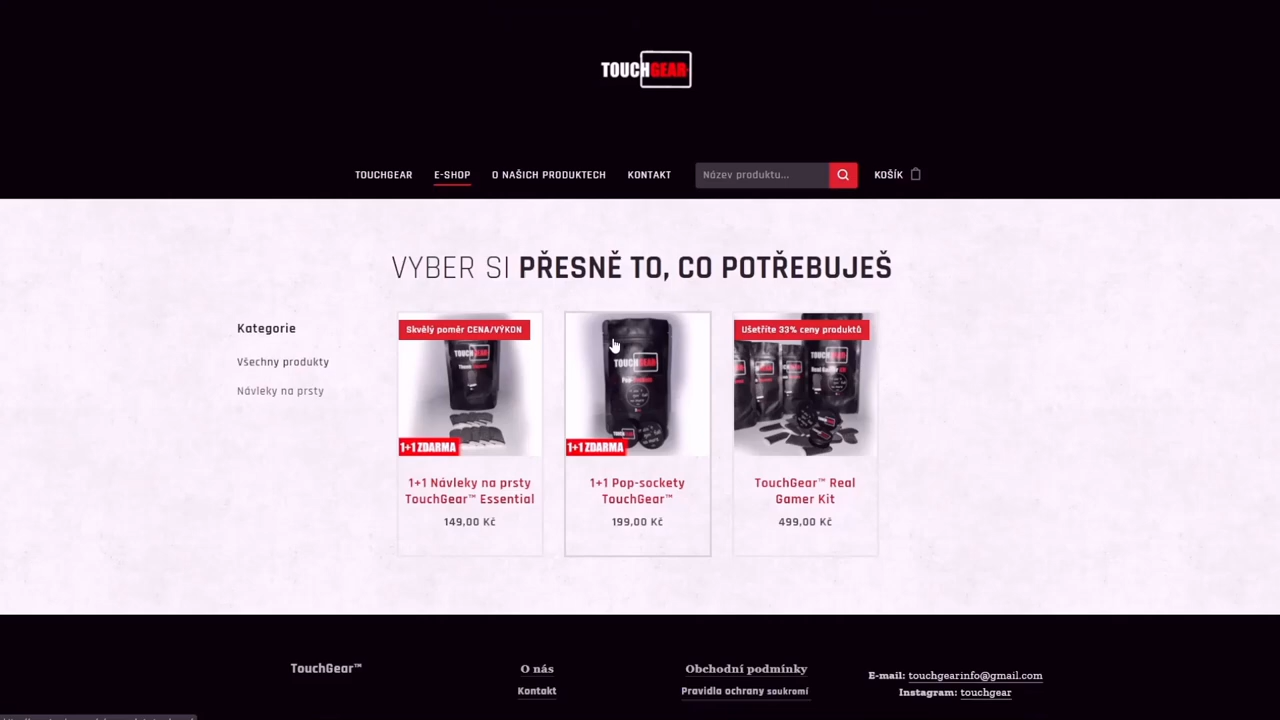 TOUCHGEAR
TOUCHGEAR
E-SHOP
O NAŠICH PRODUKTECH
KONTAKT
Název produktu...
KOŠÍK
VYBER SI PŘESNĚ TO, CO POTŘEBUJEŠ
Kategorie
Všechny produkty
Návleky na prsty
Skvělý poměr CENA/VÝKON
TOUCHGEAR
1+1 ZDARMA
1+1 Návleky na prsty
TouchGear™ Essential
149,00 Kč
TOUCHGEAR
1+1 ZDARMA
1+1 Pop-sockety
TouchGear™
199,00 Kč
Ušetříte 33% ceny produktů
TOUCHGEAR
TouchGear™ Real
Gamer Kit
499,00 Kč
TouchGear™
O nás
Kontakt
Obchodní podmínky
Pravidla ochrany soukromí
E-mail: touchgearinfo@gmail.com
Instagram: touchgear